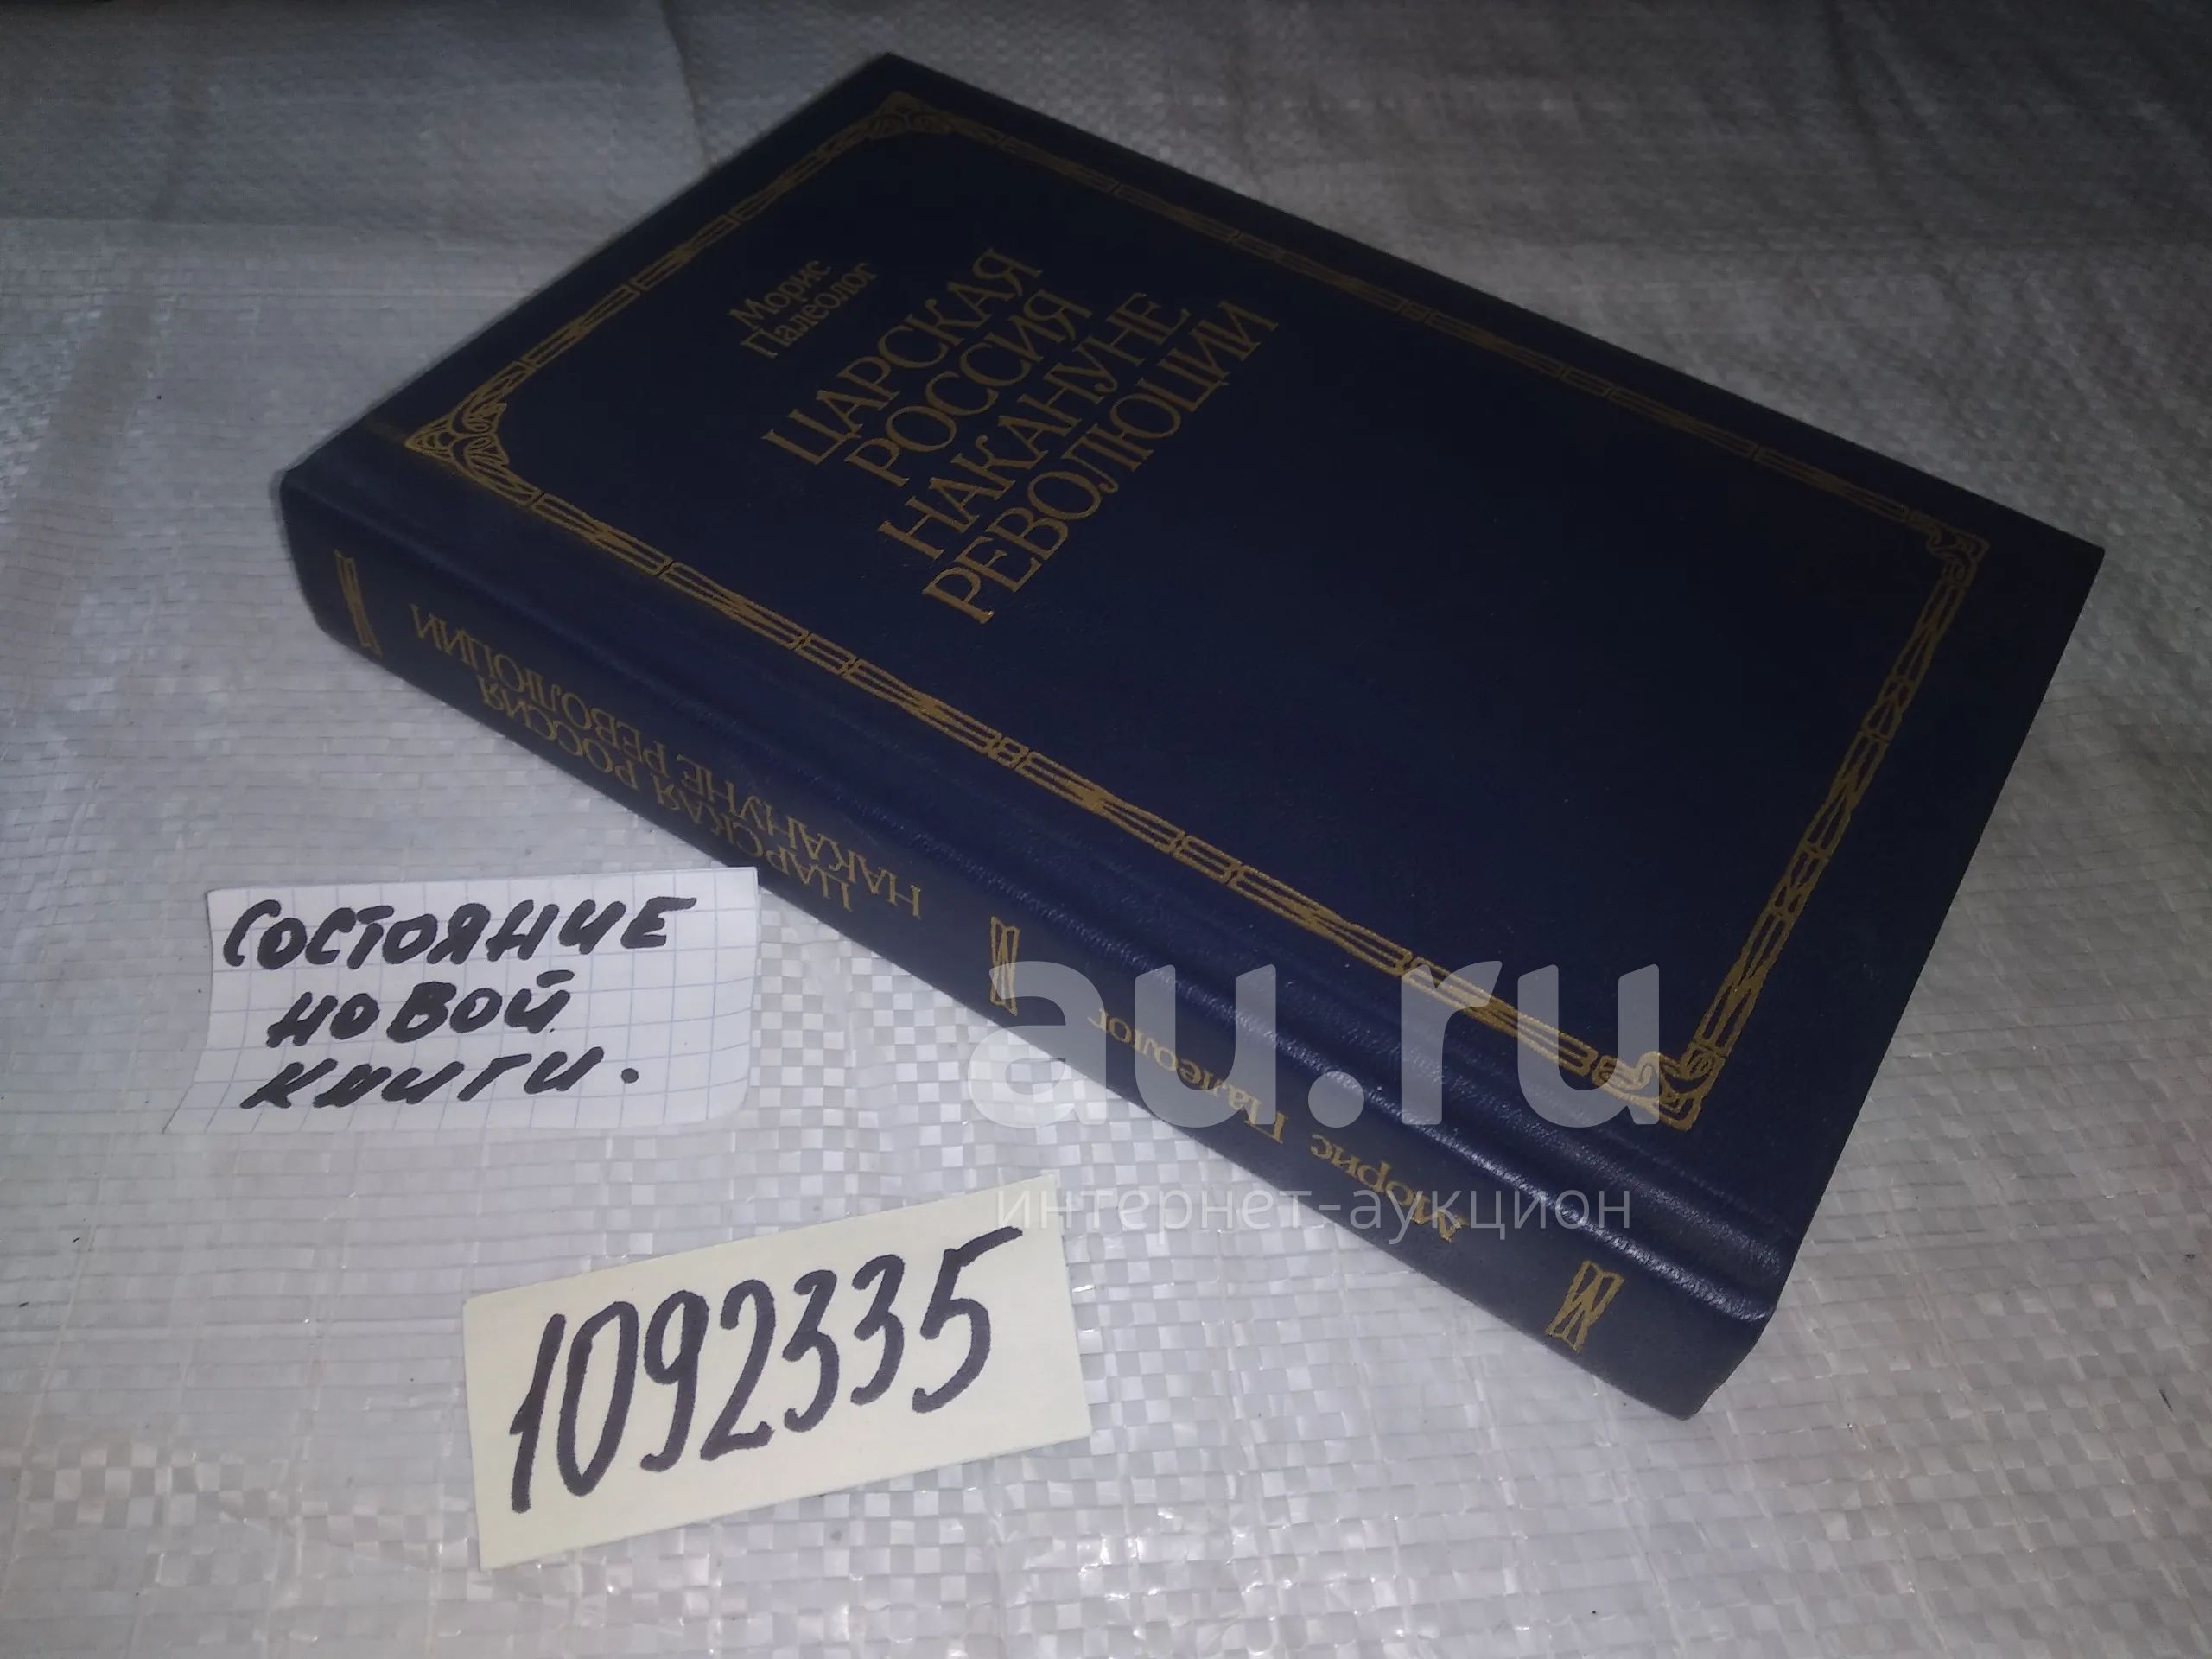 Морис
Палеолог
ЦАРСКАЯ
РОССИЯ
НАКАНУНЕ
РЕВОЛЮЦИИ
Морис Палеолог
ЦАРСКАЯ РОССИЯ
НАКАНУНЕ РЕВОЛЮЦИИ
СОСТОЯНИЕ
НОВОЙ
КНИГИ.
1092335
au.ru
интернет-аукцион